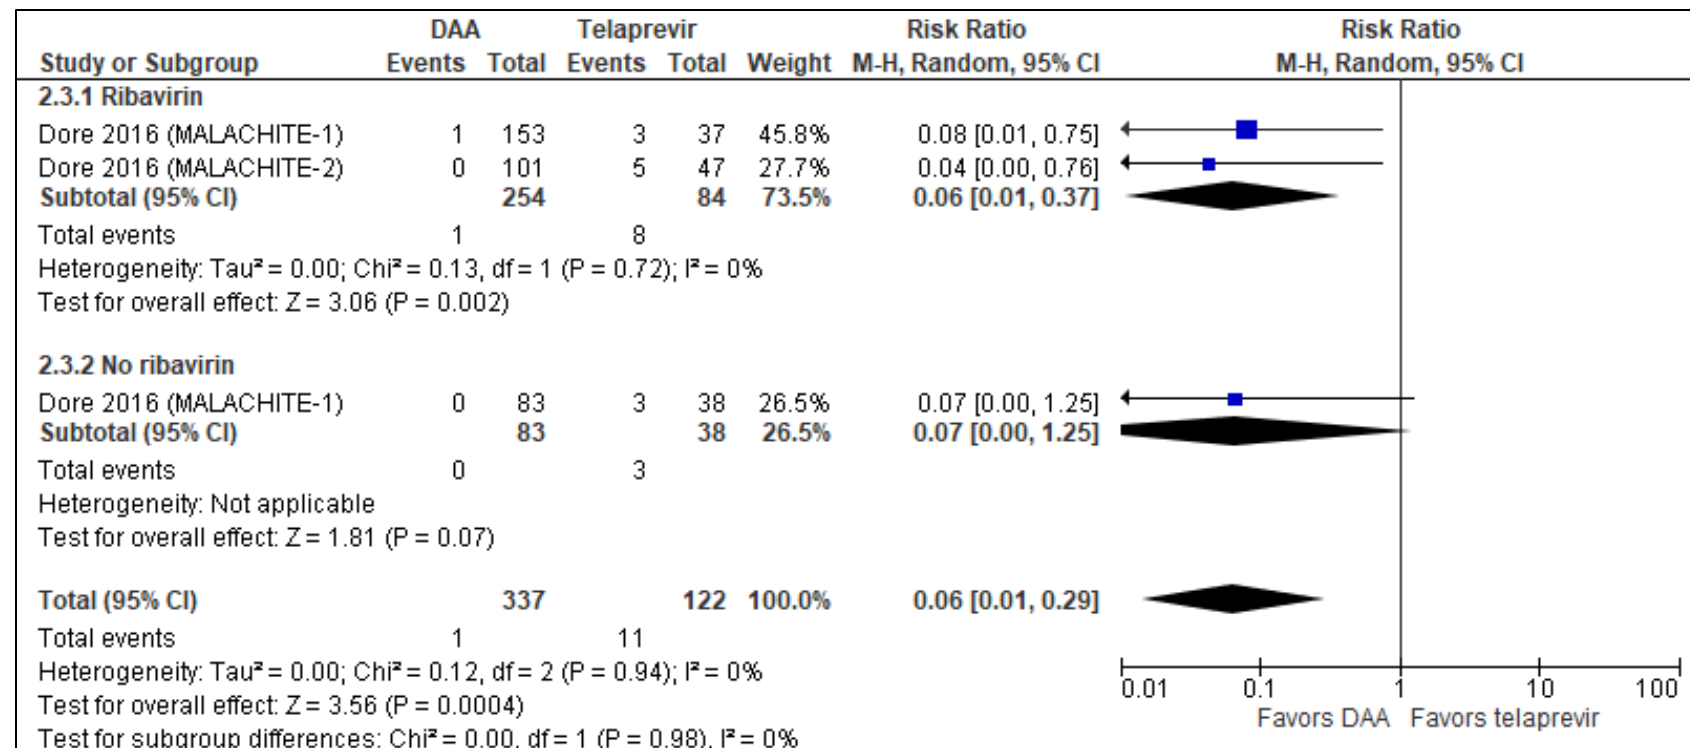 DAA Telaprevir Risk Ratio Risk Ratio
Study or Subgroup Events Total Events Total Weight M-H, Random, 95% CI M-H, Random, 95% CI
2.3.1 Ribavirin
Dore 2016 (MALACHITE-1) 1 153 3 37 45.8% 0.08 [0.01, 0.75]
Dore 2016 (MALACHITE-2) 0 101 5 47 27.7% 0.04 [0.00, 0.76]
Subtotal (95% CI) 254 84 73.5% 0.06 [0.01, 0.37]
Total events 1 8
Heterogeneity: Tau² = 0.00; Chi² = 0.13, df = 1 (P = 0.72); I² = 0%
Test for overall effect: Z = 3.06 (P = 0.002)
2.3.2 No ribavirin
Dore 2016 (MALACHITE-1) 0 83 3 38 26.5% 0.07 [0.00, 1.25]
Subtotal (95% CI) 83 38 26.5% 0.07 [0.00, 1.25]
Total events 0 3
Heterogeneity: Not applicable
Test for overall effect: Z = 1.81 (P = 0.07)
Total (95% CI) 337 122 100.0% 0.06 [0.01, 0.29]
Total events 1 11
Heterogeneity: Tau² = 0.00; Chi² = 0.12, df = 2 (P = 0.94); I² = 0%
Test for overall effect: Z = 3.56 (P = 0.0004)
Test for subgroup differences: Chi² = 0.00, df = 1 (P = 0.98), I² = 0%
0.01 0.1 1 10 100
Favors DAA Favors telaprevir